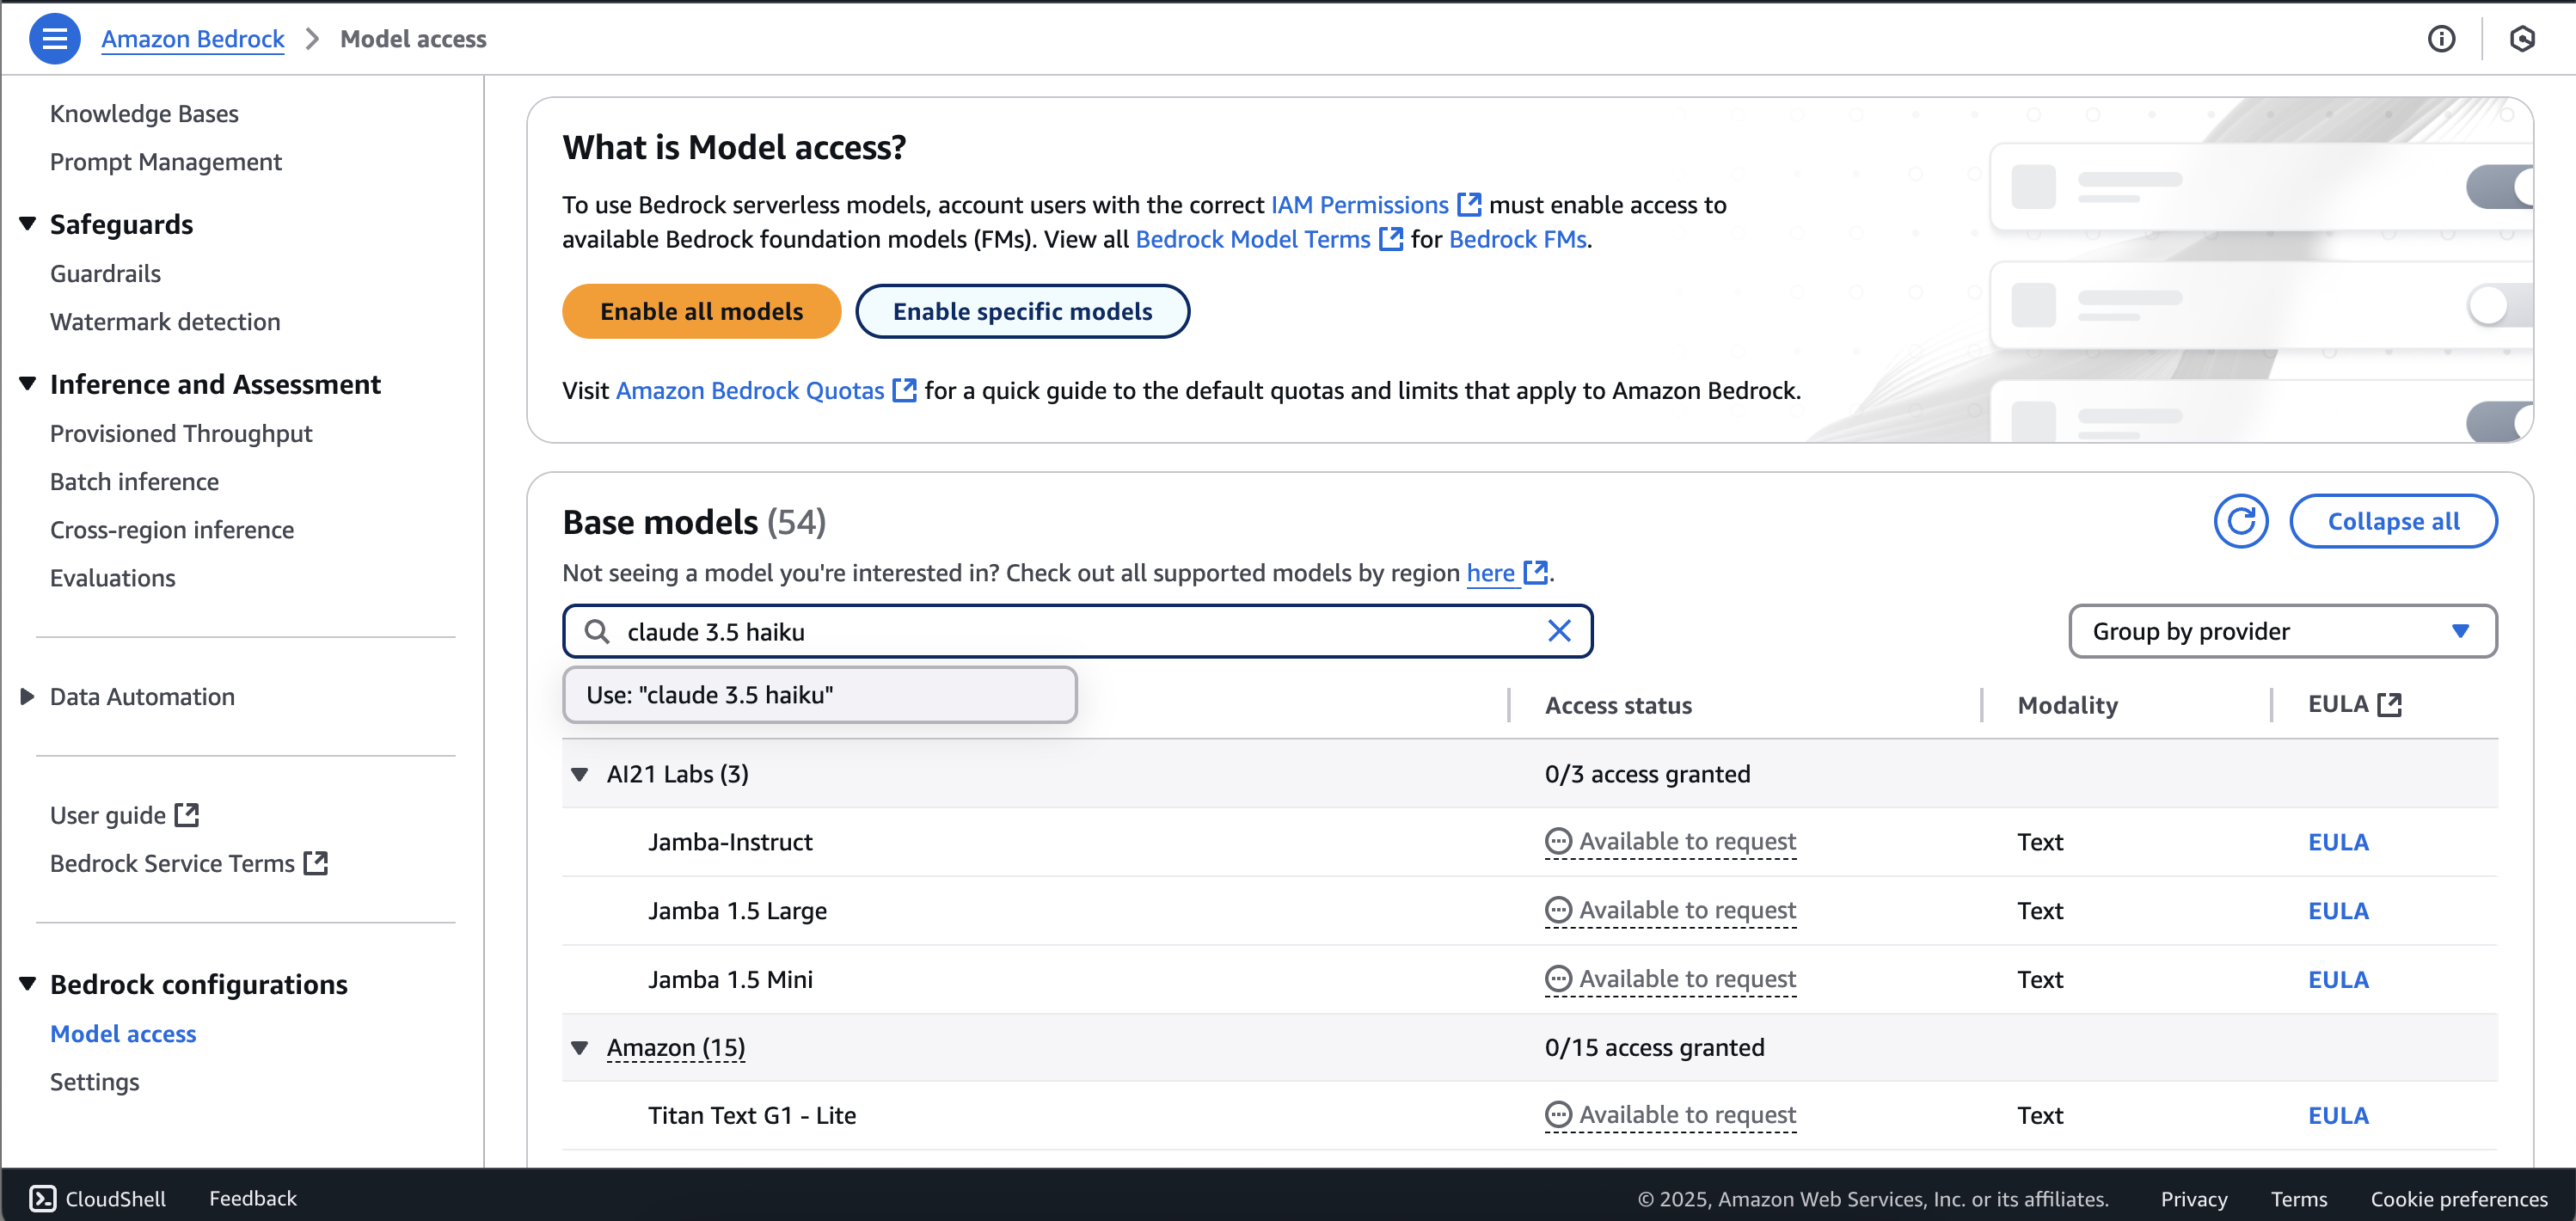 Amazon Bedrock > Model access
Knowledge Bases
Prompt Management
Safeguards
Guardrails
Watermark detection
Inference and Assessment
Provisioned Throughput
Batch inference
Cross-region inference
Evaluations
Data Automation
User guide
Bedrock Service Terms
Bedrock configurations
Model access
Settings
What is Model access?
To use Bedrock serverless models, account users with the correct IAM Permissions must enable access to
available Bedrock foundation models (FMs). View all Bedrock Model Terms for Bedrock FMs.
Enable all models Enable specific models
Visit Amazon Bedrock Quotas for a quick guide to the default quotas and limits that apply to Amazon Bedrock.
Base models (54)
Collapse all
Not seeing a model you're interested in? Check out all supported models by region here.
claude 3.5 haiku
Group by provider
Use: "claude 3.5 haiku"
Access status Modality EULA
AI21 Labs (3) 0/3 access granted
Jamba-Instruct Available to request Text EULA
Jamba 1.5 Large Available to request Text EULA
Jamba 1.5 Mini Available to request Text EULA
Amazon (15) 0/15 access granted
Titan Text G1 - Lite Available to request Text EULA
CloudShell Feedback © 2025, Amazon Web Services, Inc. or its affiliates. Privacy Terms Cookie preferences